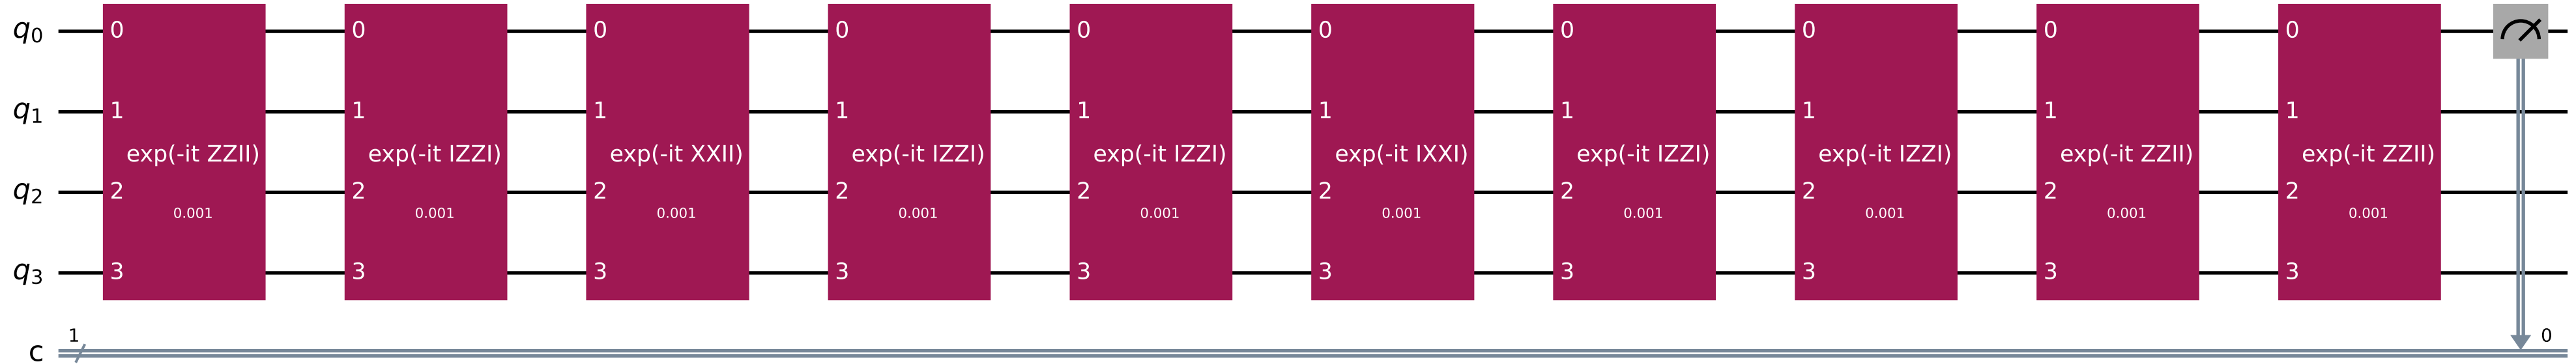 q0 0 0 0 0 0 0 0 0 0 0
q1 1 1 1 1 1 1 1 1 1 1
exp(-it ZZII) exp(-it IZZI) exp(-it XXII) exp(-it IZZI) exp(-it IZZI) exp(-it IXXI) exp(-it IZZI) exp(-it IZZI) exp(-it ZZII) exp(-it ZZII)
q2 2 2 2 2 2 2 2 2 2 2
0.001 0.001 0.001 0.001 0.001 0.001 0.001 0.001 0.001 0.001
q3 3 3 3 3 3 3 3 3 3 3
1 0
c